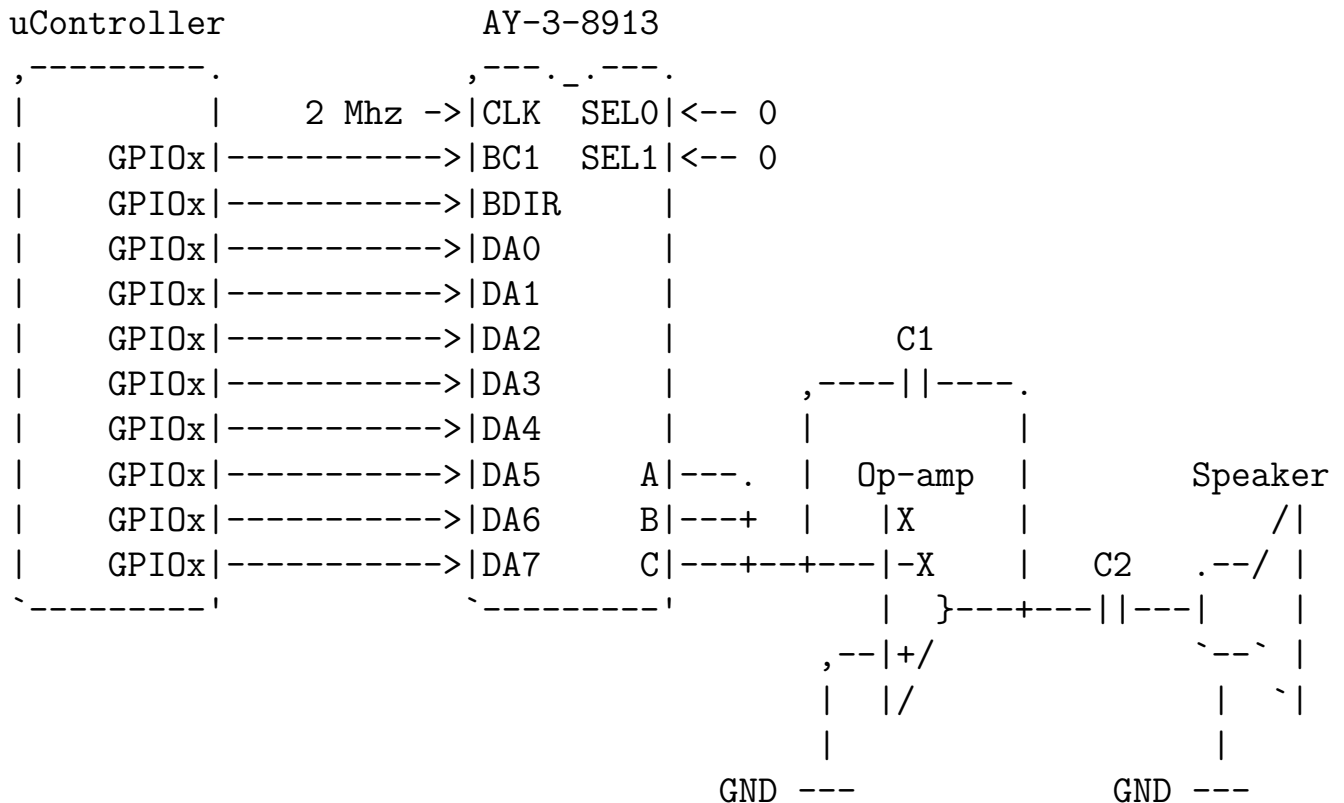 uController AY-3-8913
,---------. ,---._.---.
| | 2 Mhz ->|CLK SEL0|<-- 0
| GPIOx|----------->|BC1 SEL1|<-- 0
| GPIOx|----------->|BDIR |
| GPIOx|----------->|DA0 |
| GPIOx|----------->|DA1 |
| GPIOx|----------->|DA2 | C1
| GPIOx|----------->|DA3 | ,----||----.
| GPIOx|----------->|DA4 | | |
| GPIOx|----------->|DA5 A|---. | Op-amp | Speaker
| GPIOx|----------->|DA6 B|---+ | |X | /|
| GPIOx|----------->|DA7 C|---+--+---|-X | C2 .--/ |
`---------' `---------' | }---+---||---| |
,--|+/ `--` |
| |/ | `|
| |
GND --- GND ---